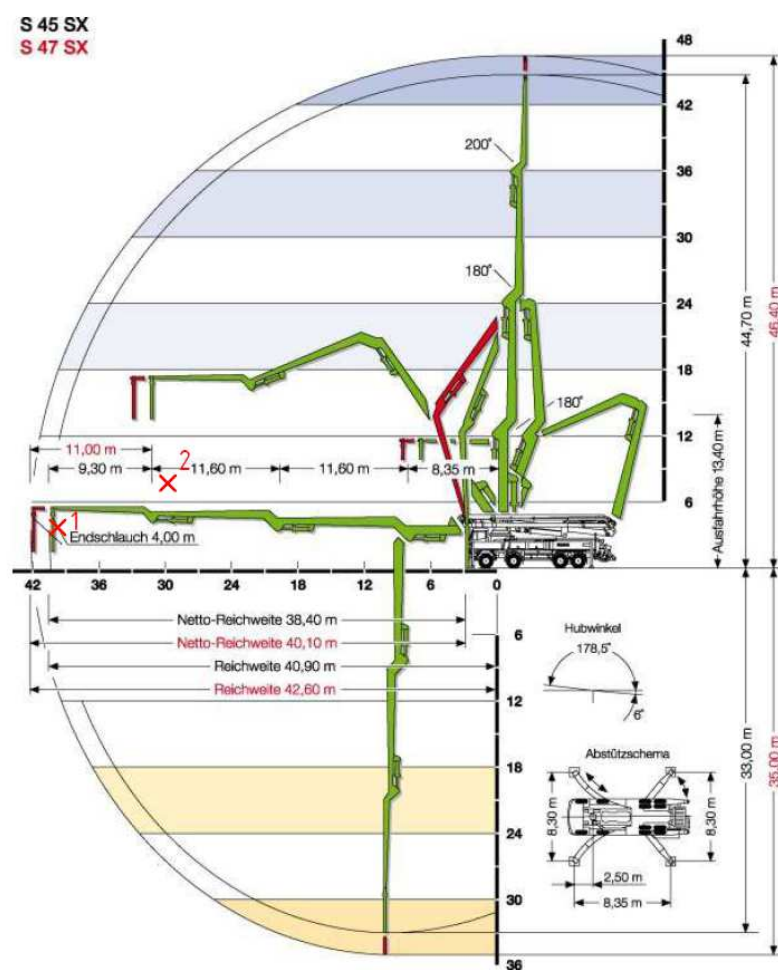 S 45 SX
S 47 SX
48
42
36
30
24
18
12
6
200°
180°
180°
44,70 m
46,40 m
Ausfahrhöhe 13,40 m
11,00 m
9,30 m
11,60 m
11,60 m
8,35 m
2
1
Endschlauch 4,00 m
42 36 30 24 18 12 6 0
Netto-Reichweite 38,40 m
Netto-Reichweite 40,10 m
Reichweite 40,90 m
Reichweite 42,60 m
6
12
18
24
30
36
Hubwinkel
178,5°
6°
33,00 m
35,00 m
Abstützschema
8,30 m
8,30 m
2,50 m
8,35 m